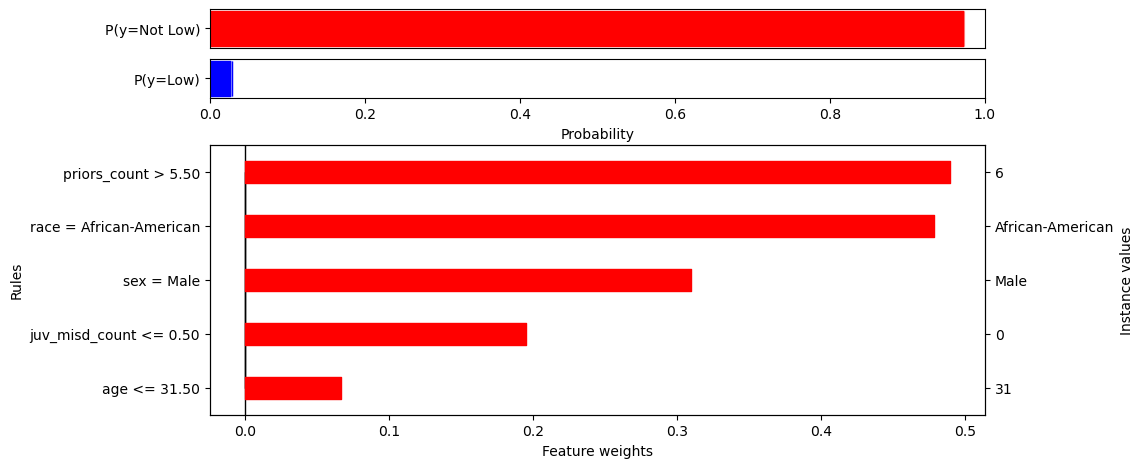 P(y=Not Low)
P(y=Low)
0.0 0.2 0.4 0.6 0.8 1.0
Probability
priors_count > 5.50 6
race = African-American African-American
sex = Male Male
juv_misd_count <= 0.50 0
age <= 31.50 31
Rules
Instance values
0.0 0.1 0.2 0.3 0.4 0.5
Feature weights